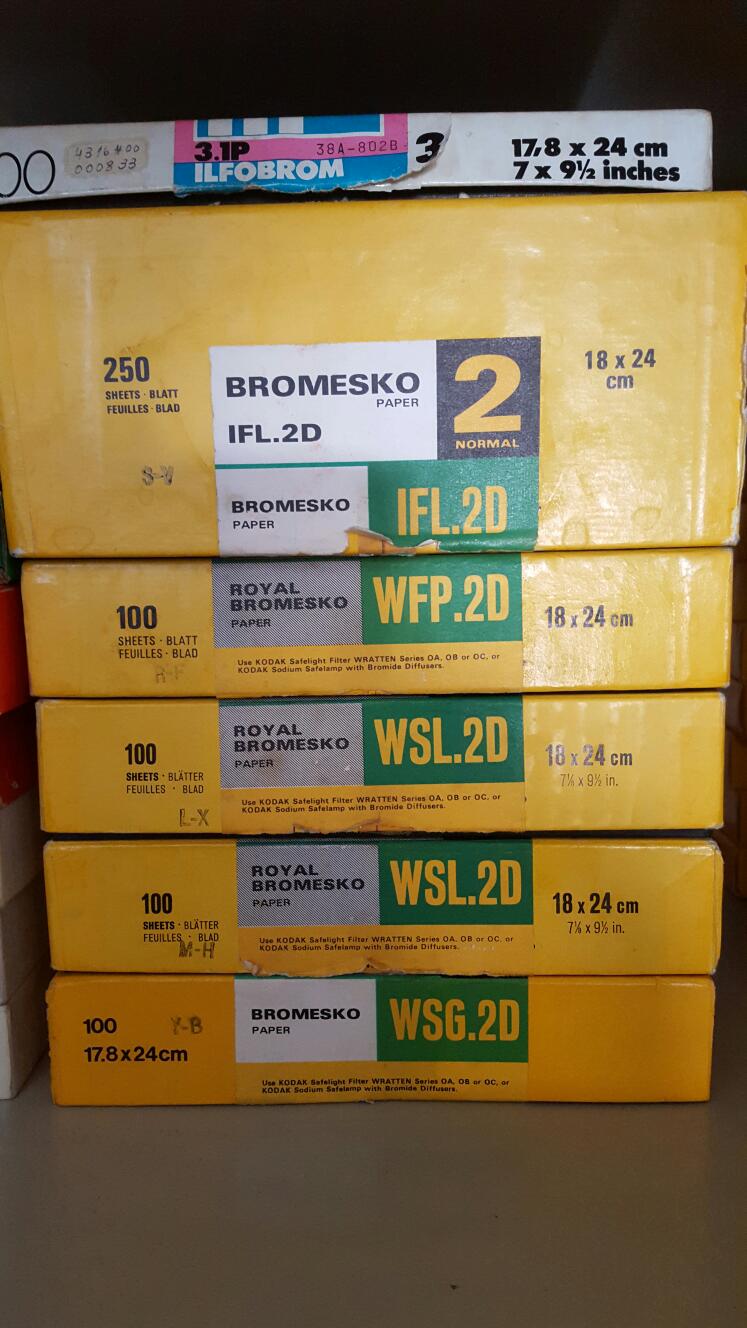 00
4316400
000833
3.1P
38A-802B
ILFOBROM
3
17,8 x 24 cm
7 x 9½ inches
250
SHEETS · BLATT
FEUILLES · BLAD
S-V
BROMESKO
PAPER
IFL.2D
2
NORMAL
18 x 24
cm
BROMESKO
PAPER
IFL.2D
100
SHEETS · BLATT
FEUILLES · BLAD
R-F
ROYAL
BROMESKO
PAPER
WFP.2D
Use KODAK Safelight Filter WRATTEN Series OA, OB or OC, or
KODAK Sodium Safelamp with Bromide Diffusers.
18 x 24 cm
100
SHEETS · BLÄTTER
FEUILLES · BLAD
L-X
ROYAL
BROMESKO
PAPER
WSL.2D
Use KODAK Safelight Filter WRATTEN Series OA, OB or OC, or
KODAK Sodium Safelamp with Bromide Diffusers.
18 x 24 cm
7⅛ x 9½ in.
100
SHEETS · BLÄTTER
FEUILLES · BLAD
M-H
ROYAL
BROMESKO
PAPER
WSL.2D
Use KODAK Safelight Filter WRATTEN Series OA, OB or OC, or
KODAK Sodium Safelamp with Bromide Diffusers.
18 x 24 cm
7⅛ x 9½ in.
100
Y-B
17.8 x 24 cm
BROMESKO
PAPER
WSG.2D
Use KODAK Safelight Filter WRATTEN Series OA, OB or OC, or
KODAK Sodium Safelamp with Bromide Diffusers.